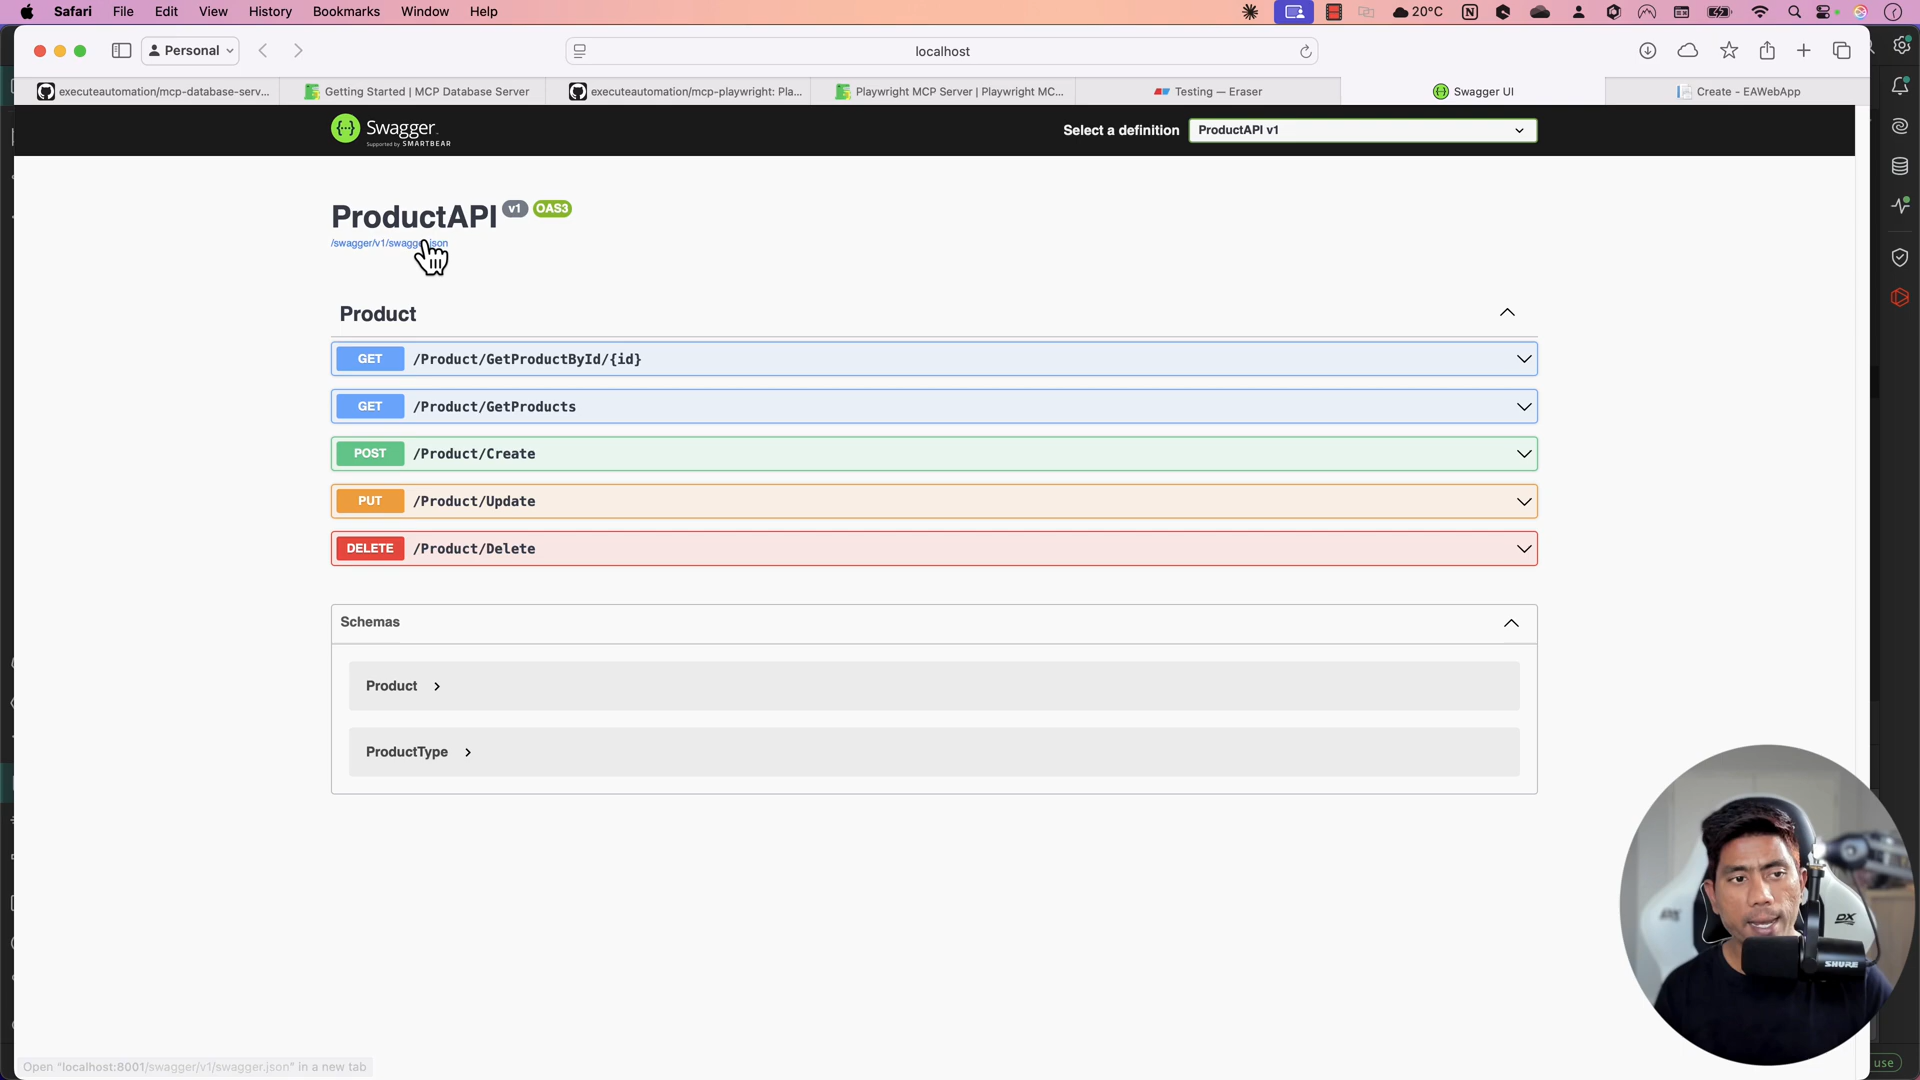 Safari File Edit View History Bookmarks Window Help
20°C
Personal
localhost
executeautomation/mcp-database-serv...
Getting Started | MCP Database Server
executeautomation/mcp-playwright: Pla...
Playwright MCP Server | Playwright MC...
Testing — Eraser
Swagger UI
Create - EAWebApp
Swagger
Supported by SMARTBEAR
Select a definition
ProductAPI v1
ProductAPI v1 OAS3
Product
GET /Product/GetProductById/{id}
GET /Product/GetProducts
POST /Product/Create
PUT /Product/Update
DELETE /Product/Delete
Schemas
Product
ProductType
DX
SHURE
Open "localhost:8001/swagger/v1/swagger.json" in a new tab
use